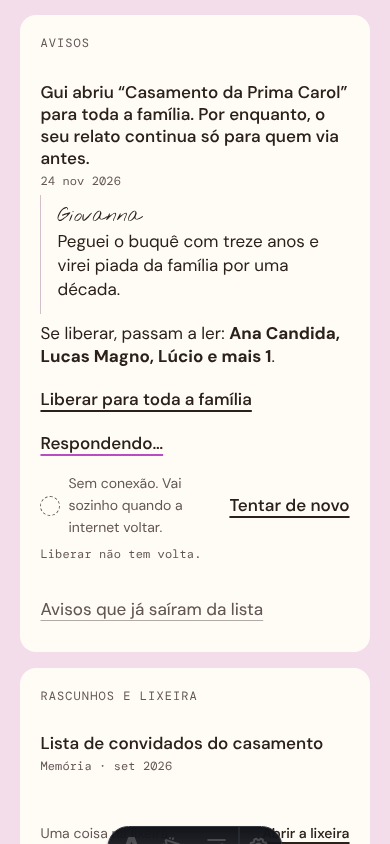 AVISOS
Gui abriu “Casamento da Prima Carol”
para toda a família. Por enquanto, o
seu relato continua só para quem via
antes.
24 nov 2026
Giovanna
Peguei o buquê com treze anos e
virei piada da família por uma
década.
Se liberar, passam a ler: Ana Candida,
Lucas Magno, Lúcio e mais 1.
Liberar para toda a família
Respondendo…
Sem conexão. Vai
sozinho quando a
internet voltar.
Tentar de novo
Liberar não tem volta.
Avisos que já saíram da lista
RASCUNHOS E LIXEIRA
Lista de convidados do casamento
Memória · set 2026
Uma coisa
a lixeira